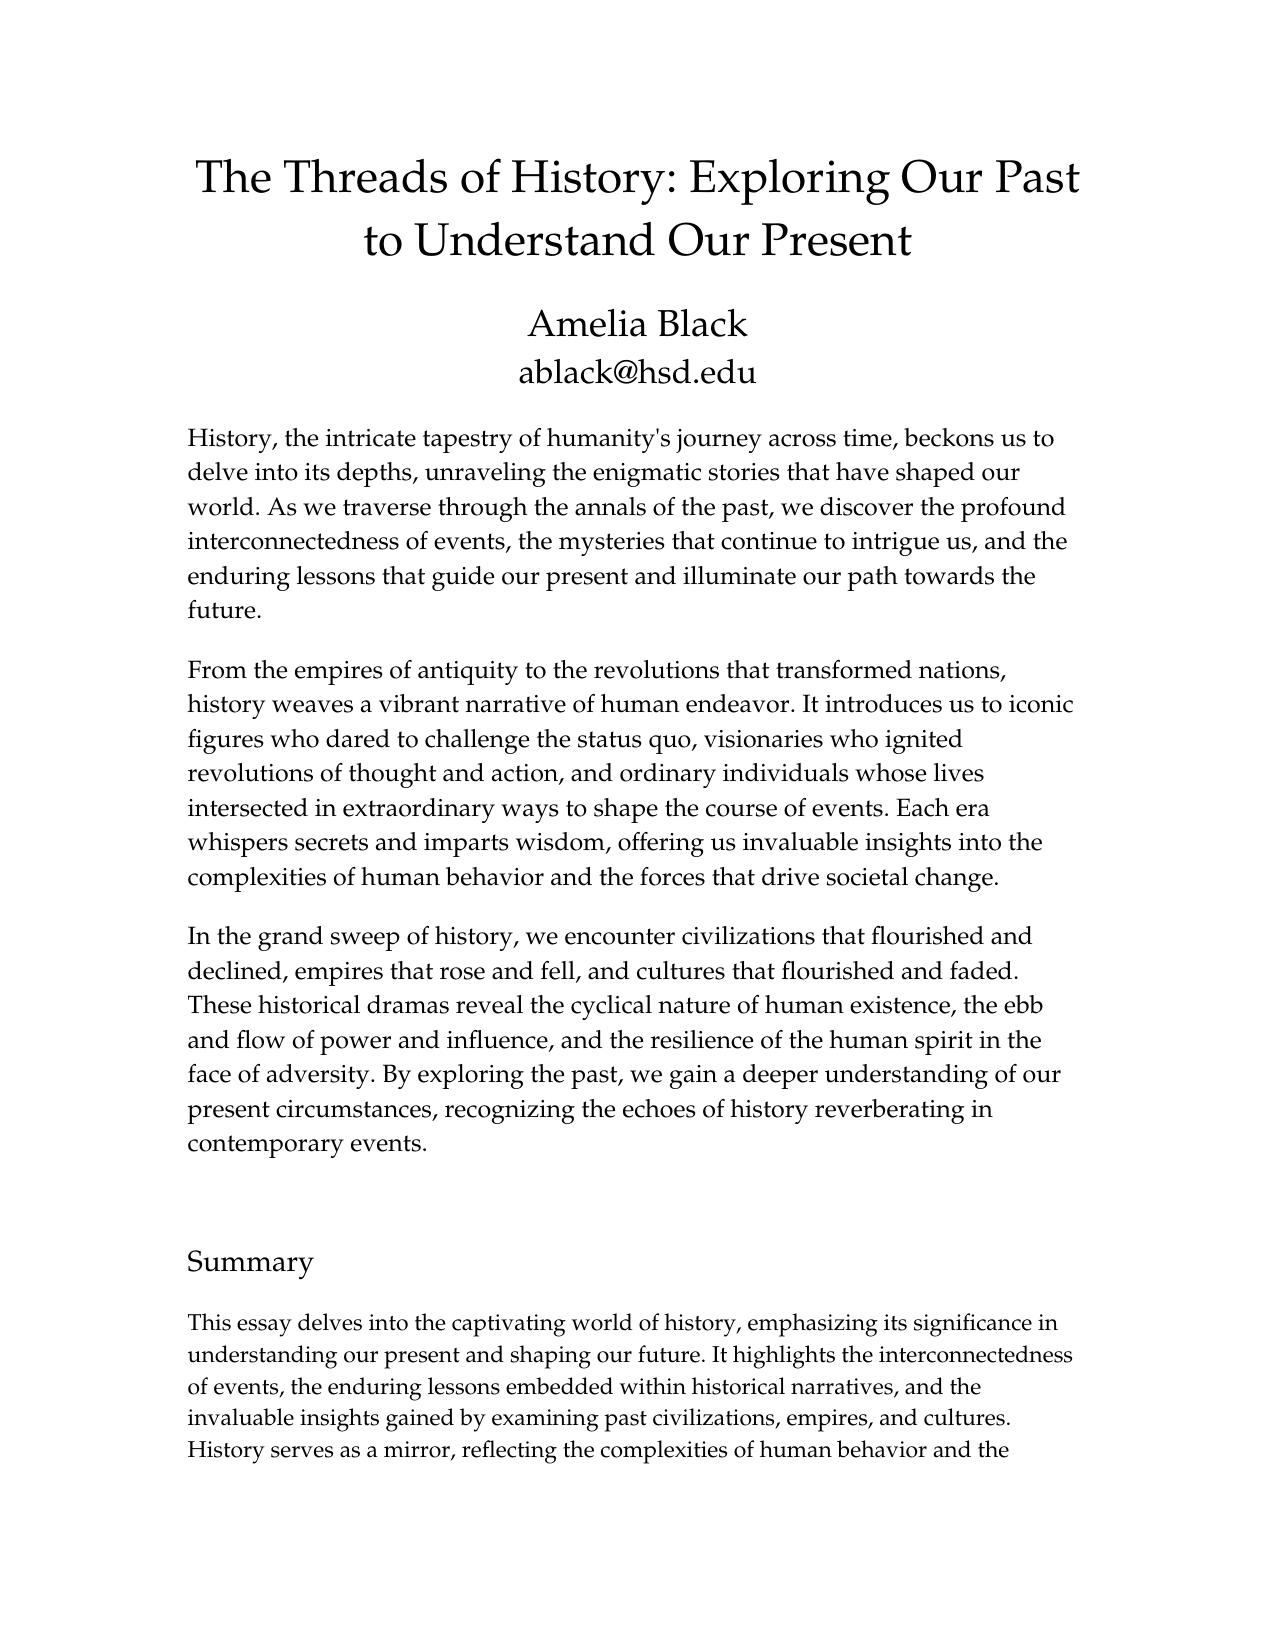 The Threads of History: Exploring Our Past
to Understand Our Present
Amelia Black
ablack@hsd.edu
History, the intricate tapestry of humanity's journey across time, beckons us to
delve into its depths, unraveling the enigmatic stories that have shaped our
world. As we traverse through the annals of the past, we discover the profound
interconnectedness of events, the mysteries that continue to intrigue us, and the
enduring lessons that guide our present and illuminate our path towards the
future.
From the empires of antiquity to the revolutions that transformed nations,
history weaves a vibrant narrative of human endeavor. It introduces us to iconic
figures who dared to challenge the status quo, visionaries who ignited
revolutions of thought and action, and ordinary individuals whose lives
intersected in extraordinary ways to shape the course of events. Each era
whispers secrets and imparts wisdom, offering us invaluable insights into the
complexities of human behavior and the forces that drive societal change.
In the grand sweep of history, we encounter civilizations that flourished and
declined, empires that rose and fell, and cultures that flourished and faded.
These historical dramas reveal the cyclical nature of human existence, the ebb
and flow of power and influence, and the resilience of the human spirit in the
face of adversity. By exploring the past, we gain a deeper understanding of our
present circumstances, recognizing the echoes of history reverberating in
contemporary events.
Summary
This essay delves into the captivating world of history, emphasizing its significance in
understanding our present and shaping our future. It highlights the interconnectedness
of events, the enduring lessons embedded within historical narratives, and the
invaluable insights gained by examining past civilizations, empires, and cultures.
History serves as a mirror, reflecting the complexities of human behavior and the